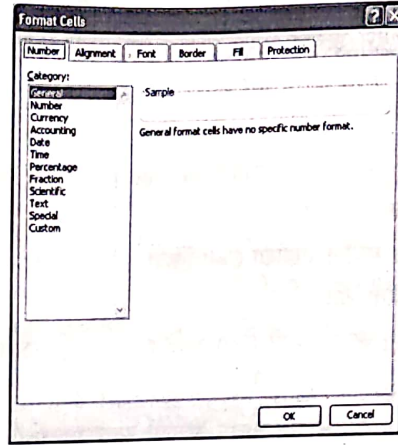 Format Cells
Number Alignment Font Border Fill Protection
Category:
General
Number
Currency
Accounting
Date
Time
Percentage
Fraction
Scientific
Text
Special
Custom
Sample
General format cells have no specific number format.
OK Cancel